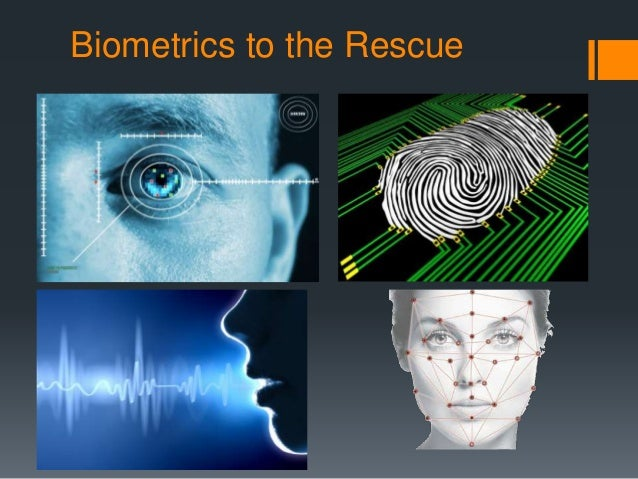 Biometrics to the Rescue